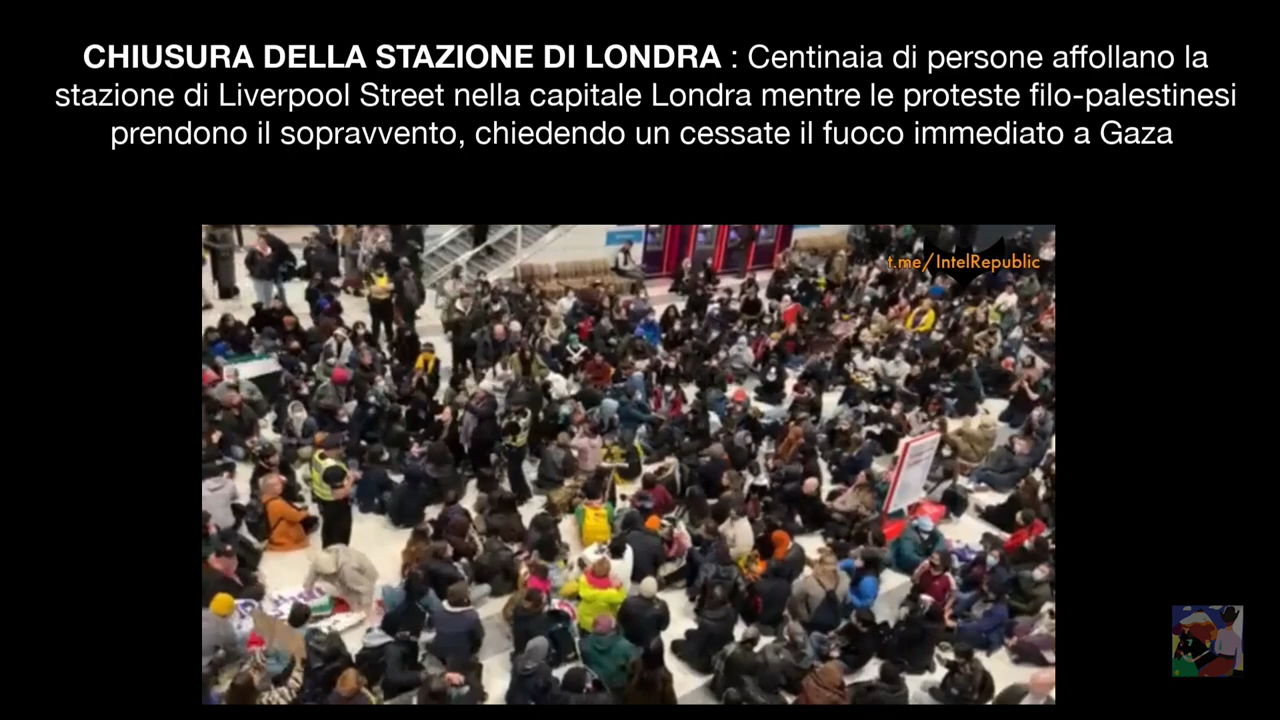 CHIUSURA DELLA STAZIONE DI LONDRA : Centinaia di persone affollano la
stazione di Liverpool Street nella capitale Londra mentre le proteste filo-palestinesi
prendono il sopravvento, chiedendo un cessate il fuoco immediato a Gaza
t.me/IntelRepublic